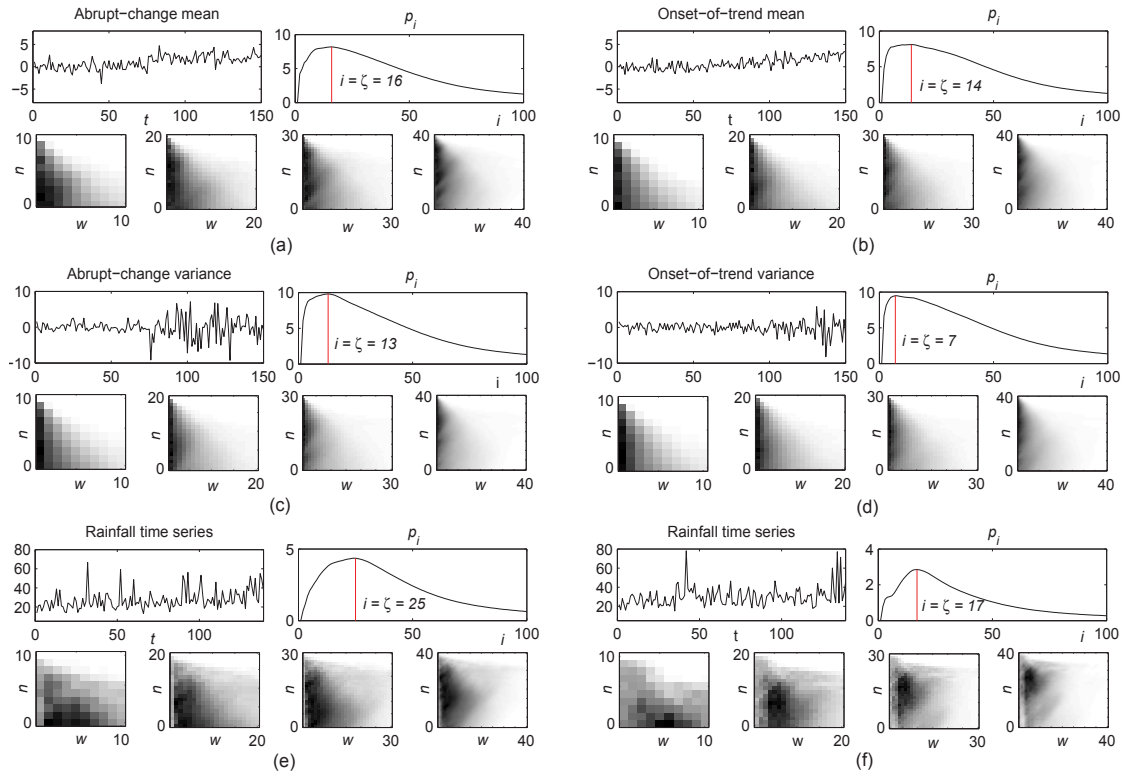 Abrupt−change mean
p_i
5
0
−5
0 50 100 150
t
10
5
0
0 50 100
i
i = ζ = 16
10
n
0
w 10
20
n
0
w 20
30
n
0
w 30
40
n
0
w 40
(a)
Onset−of−trend mean
p_i
5
0
−5
0 50 100 150
t
10
5
0
0 50 100
i
i = ζ = 14
10
n
0
w 10
20
n
0
w 20
30
n
0
w 30
40
n
0
w 40
(b)
Abrupt−change variance
p_i
10
0
−10
0 50 100 150
10
5
0
0 50 100
i
i = ζ = 13
10
n
0
w 10
20
n
0
w 20
30
n
0
w 30
40
n
0
w 40
(c)
Onset−of−trend variance
p_i
10
0
−10
0 50 100 150
10
5
0
0 50 100
i
i = ζ = 7
10
n
0
w 10
20
n
0
w 20
30
n
0
w 30
40
n
0
w 40
(d)
Rainfall time series
p_i
80
60
40
20
0 50 100
t
5
0
0 50 100
i
i = ζ = 25
10
n
0
w 10
20
n
0
w 20
30
n
0
w 30
40
n
0
w 40
(e)
Rainfall time series
p_i
80
60
40
20
0 50 100
t
4
2
0
0 50 100
i
i = ζ = 17
10
n
0
w 10
20
n
0
w 20
30
n
0
w 30
40
n
0
w 40
(f)